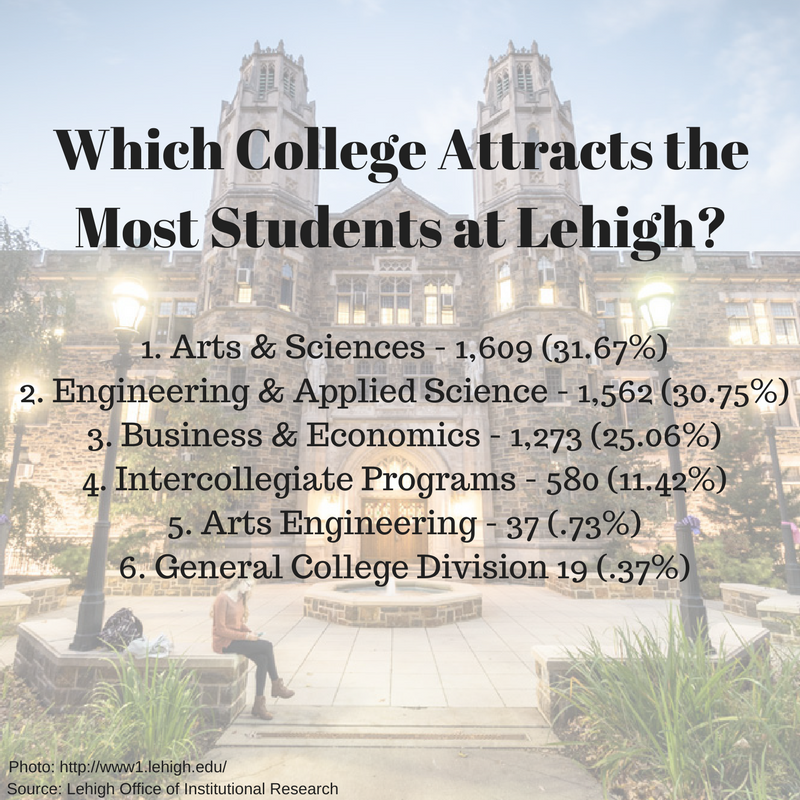 Which College Attracts the
Most Students at Lehigh?
1. Arts & Sciences - 1,609 (31.67%)
2. Engineering & Applied Science - 1,562 (30.75%)
3. Business & Economics - 1,273 (25.06%)
4. Intercollegiate Programs - 580 (11.42%)
5. Arts Engineering - 37 (.73%)
6. General College Division 19 (.37%)
Photo: http://www1.lehigh.edu/
Source: Lehigh Office of Institutional Research